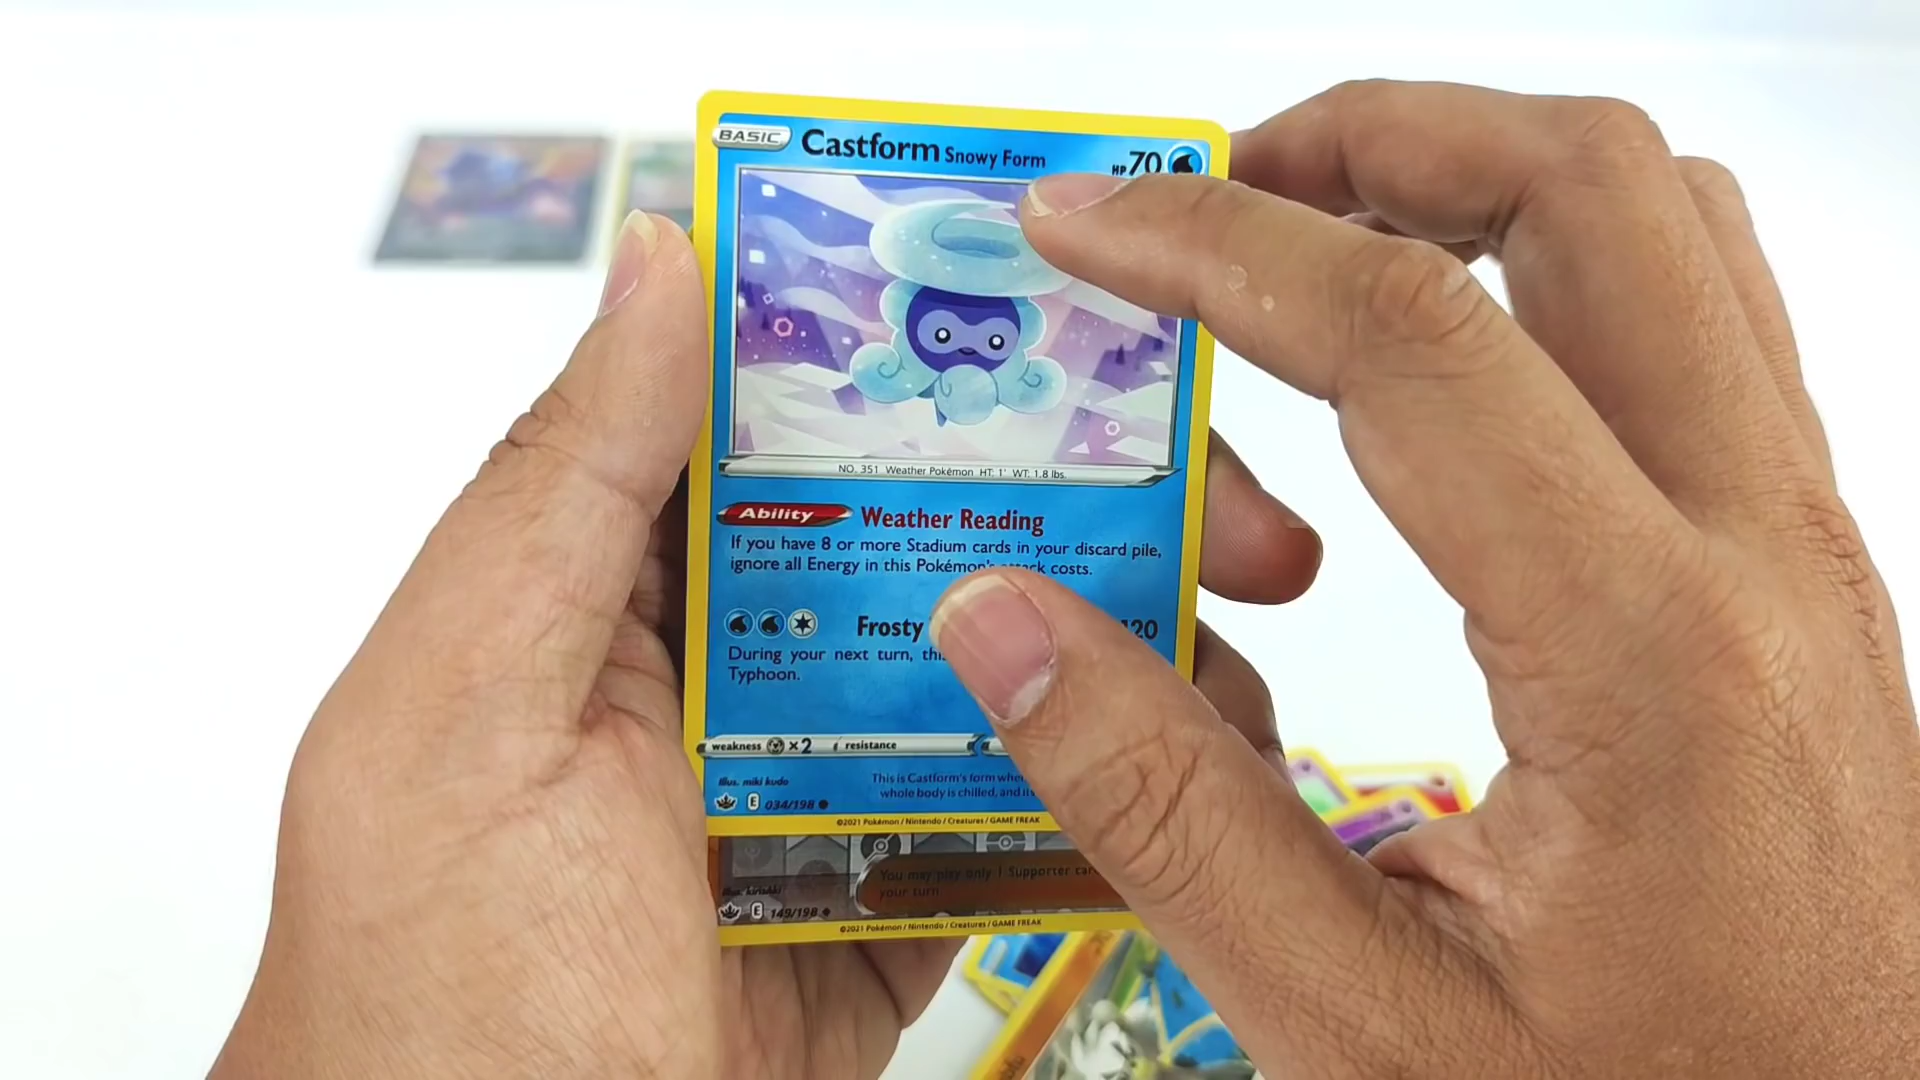 BASIC Castform Snowy Form HP 70
NO. 351 Weather Pokémon HT: 1' WT: 1.8 lbs.
Ability Weather Reading
If you have 8 or more Stadium cards in your discard pile,
ignore all Energy in this Pokémon's attack costs.
Frosty 120
During your next turn,
Typhoon.
weakness ×2 resistance
Illus. miki kudo
This is Castform's form
whole body is chilled, and
E 034/198
©2021 Pokémon / Nintendo / Creatures / GAME FREAK
You may play only 1 Supporter
your turn
Illus. kirisAki
E 149/198
©2021 Pokémon / Nintendo / Creatures / GAME FREAK